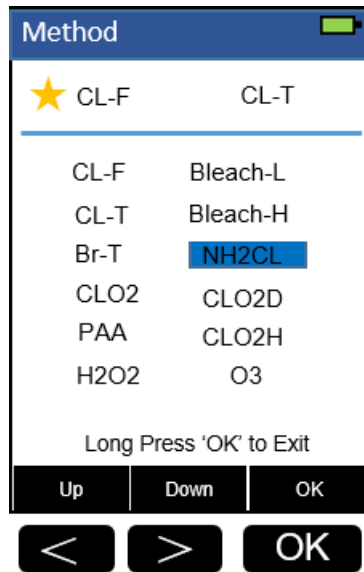 Method
CL-F CL-T
CL-F Bleach-L
CL-T Bleach-H
Br-T NH2CL
CLO2 CLO2D
PAA CLO2H
H2O2 O3
Long Press 'OK' to Exit
Up Down OK
< > OK